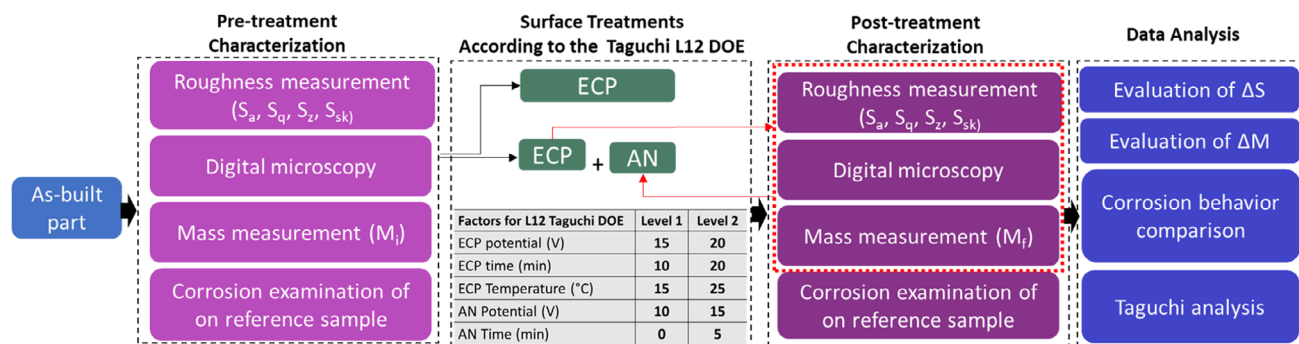 Pre-treatment
Characterization
Surface Treatments
According to the Taguchi L12 DOE
Post-treatment
Characterization
Data Analysis
As-built
part
Roughness measurement
(Sa, Sq, Sz, Ssk)
Digital microscopy
Mass measurement (Mi)
Corrosion examination of
on reference sample
ECP
ECP + AN
Factors for L12 Taguchi DOE Level 1 Level 2
ECP potential (V) 15 20
ECP time (min) 10 20
ECP Temperature (°C) 15 25
AN Potential (V) 10 15
AN Time (min) 0 5
Roughness measurement
(Sa, Sq, Sz, Ssk)
Digital microscopy
Mass measurement (Mf)
Corrosion examination of
on reference sample
Evaluation of ΔS
Evaluation of ΔM
Corrosion behavior
comparison
Taguchi analysis